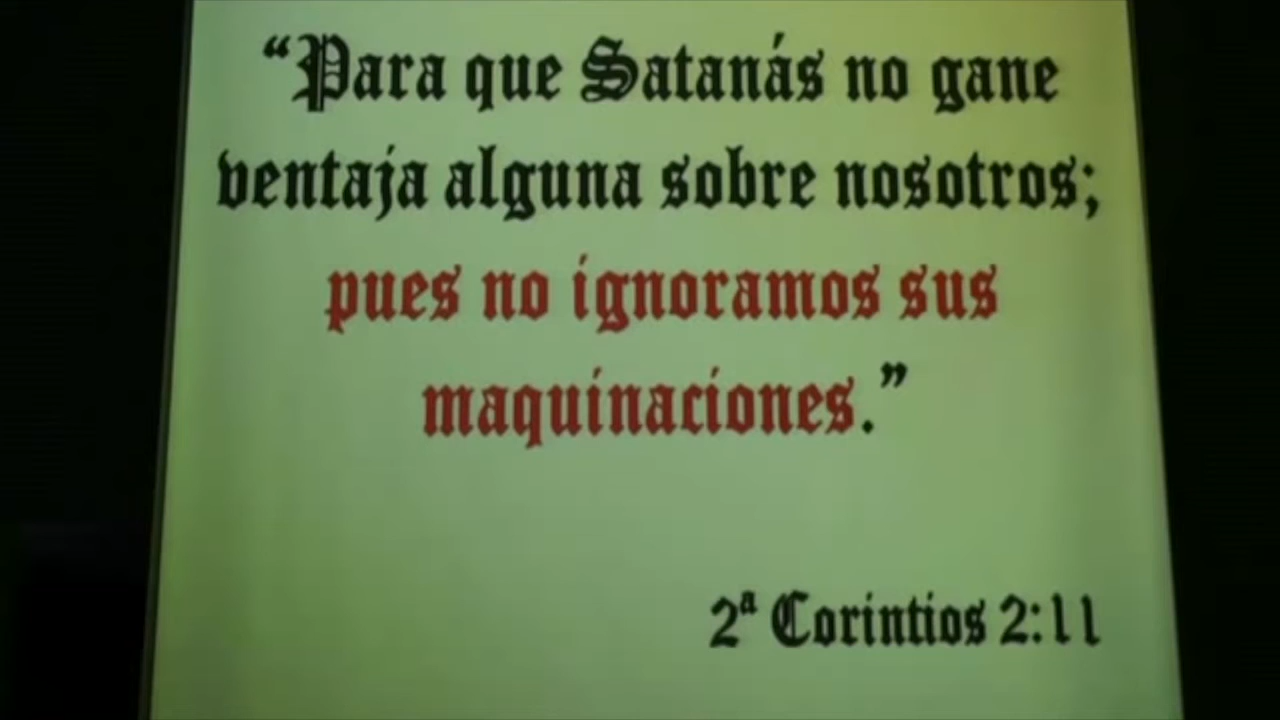 “Para que Satanás no gane
ventaja alguna sobre nosotros;
pues no ignoramos sus
maquinaciones.”
2ª Corintios 2:11